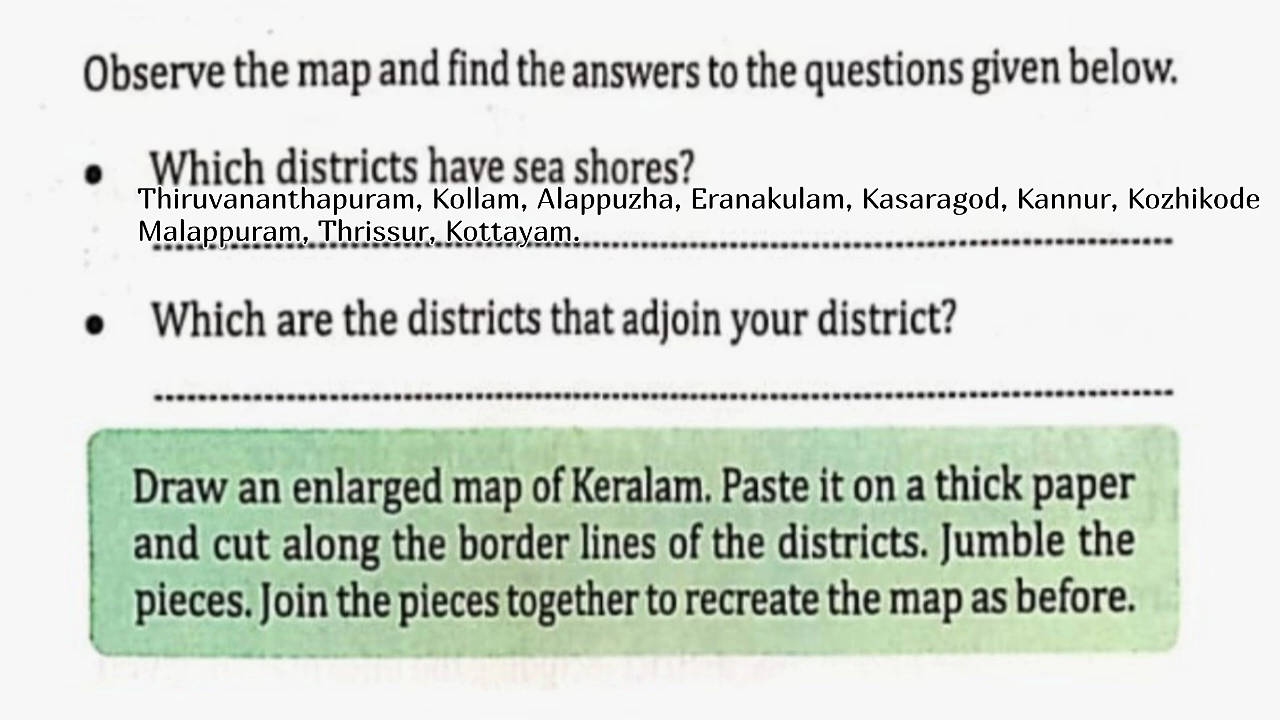 Observe the map and find the answers to the questions given below.
• Which districts have sea shores?
Thiruvananthapuram, Kollam, Alappuzha, Eranakulam, Kasaragod, Kannur, Kozhikode
Malappuram, Thrissur, Kottayam.
• Which are the districts that adjoin your district?
Draw an enlarged map of Keralam. Paste it on a thick paper
and cut along the border lines of the districts. Jumble the
pieces. Join the pieces together to recreate the map as before.